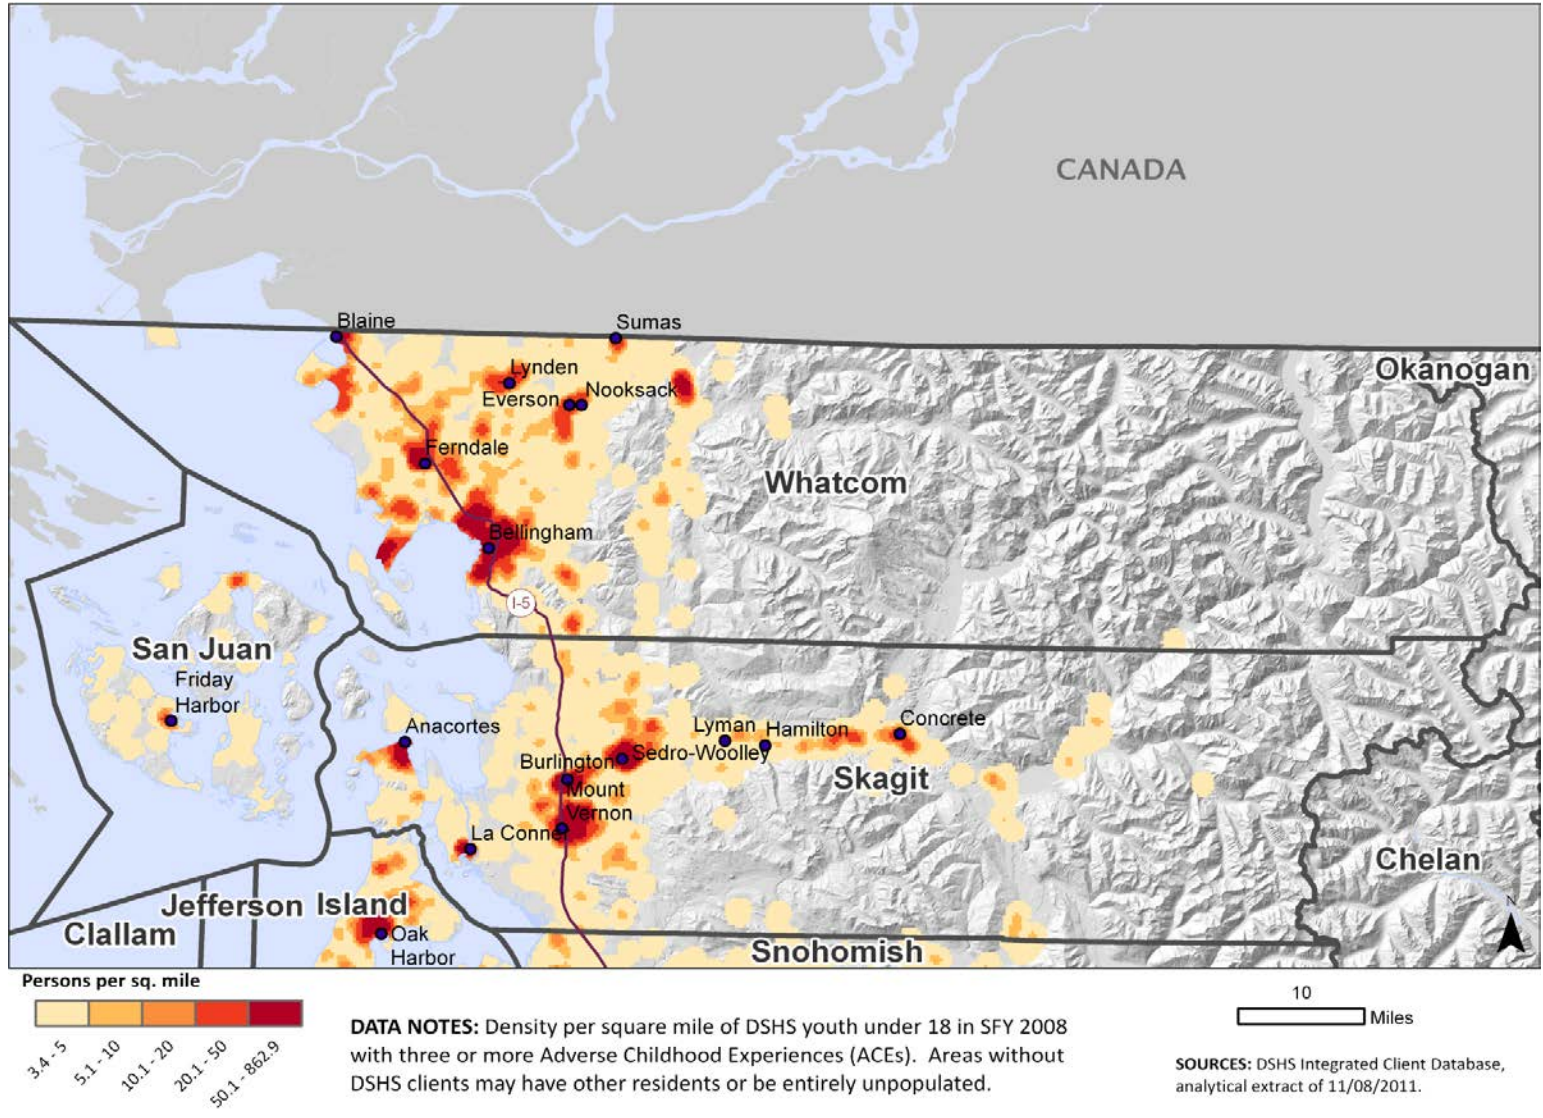 CANADA
Blaine
Sumas
Lynden
Okanogan
Everson
Nooksack
Ferndale
Whatcom
Bellingham
I-5
San Juan
Friday
Harbor
Anacortes
Lyman
Hamilton
Concrete
Burlington
Sedro-Woolley
Skagit
Mount
Vernon
La Conner
Chelan
Jefferson
Island
Clallam
Oak
Harbor
Snohomish
N
Persons per sq. mile
3.4 - 5
5.1 - 10
10.1 - 20
20.1 - 50
50.1 - 862.9
DATA NOTES: Density per square mile of DSHS youth under 18 in SFY 2008
with three or more Adverse Childhood Experiences (ACEs). Areas without
DSHS clients may have other residents or be entirely unpopulated.
10
Miles
SOURCES: DSHS Integrated Client Database,
analytical extract of 11/08/2011.